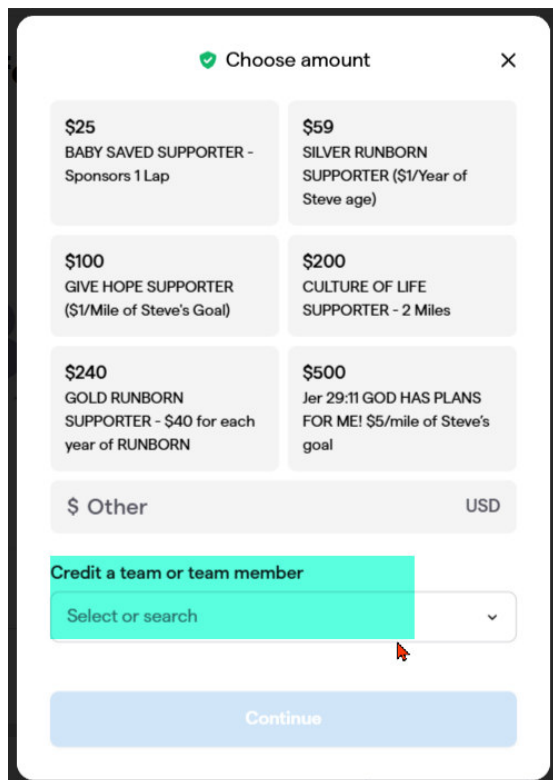 Choose amount
$25
BABY SAVED SUPPORTER -
Sponsors 1 Lap
$59
SILVER RUNBORN
SUPPORTER ($1/Year of
Steve age)
$100
GIVE HOPE SUPPORTER
($1/Mile of Steve's Goal)
$200
CULTURE OF LIFE
SUPPORTER - 2 Miles
$240
GOLD RUNBORN
SUPPORTER - $40 for each
year of RUNBORN
$500
Jer 29:11 GOD HAS PLANS
FOR ME! $5/mile of Steve's
goal
$ Other USD
Credit a team or team member
Select or search
Continue